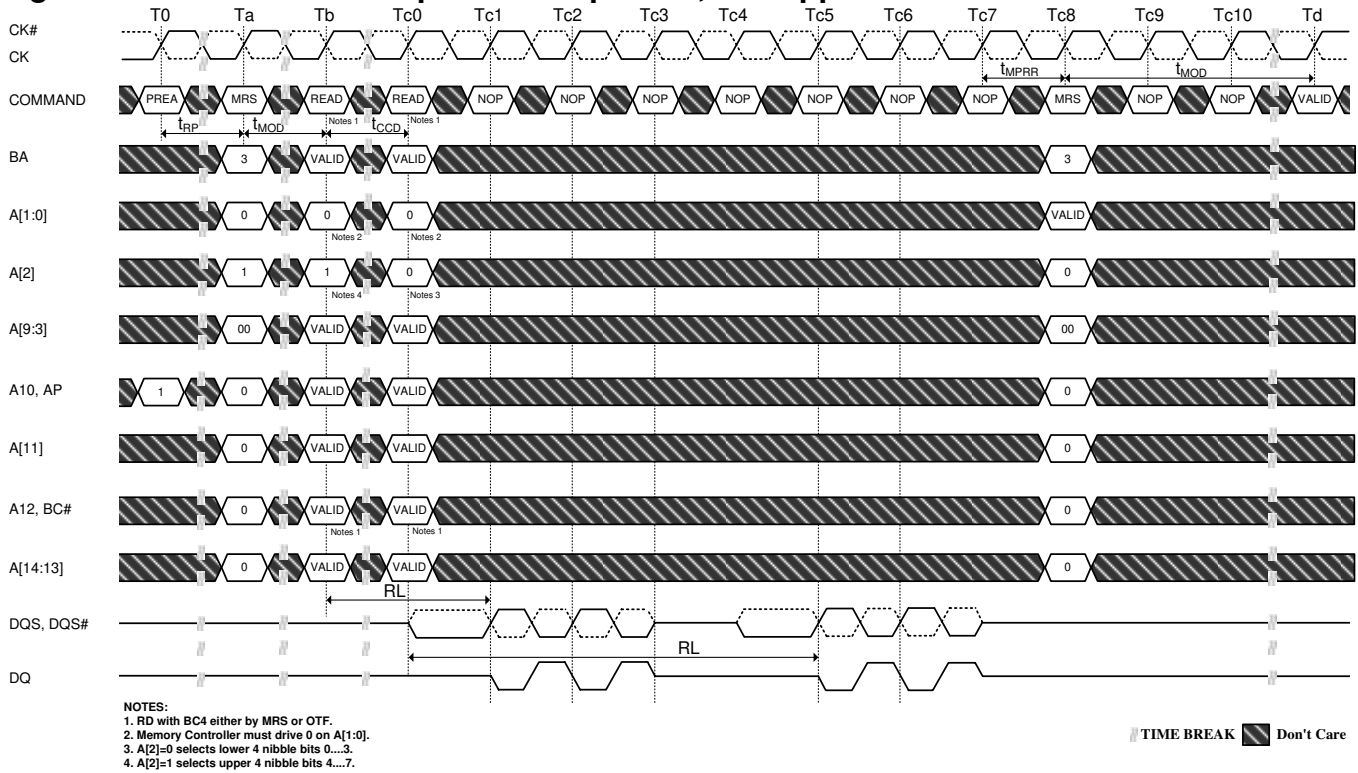 T0 Ta Tb Tc0 Tc1 Tc2 Tc3 Tc4 Tc5 Tc6 Tc7 Tc8 Tc9 Tc10 Td
CK#
CK
tMPRR tMOD
COMMAND PREA MRS READ READ NOP NOP NOP NOP NOP NOP NOP MRS NOP NOP VALID
Notes 1 Notes 1
tRP tMOD tCCD
BA 3 VALID VALID 3
A[1:0] 0 0 0 VALID
Notes 2 Notes 2
A[2] 1 1 0 0
Notes 4 Notes 3
A[9:3] 00 VALID VALID 00
A10, AP 1 0 VALID VALID 0
A[11] 0 VALID VALID 0
A12, BC# 0 VALID VALID 0
Notes 1 Notes 1
A[14:13] 0 VALID VALID 0
RL
DQS, DQS#
RL
DQ
NOTES:
1. RD with BC4 either by MRS or OTF.
2. Memory Controller must drive 0 on A[1:0].
3. A[2]=0 selects lower 4 nibble bits 0....3.
4. A[2]=1 selects upper 4 nibble bits 4....7.
TIME BREAK Don't Care